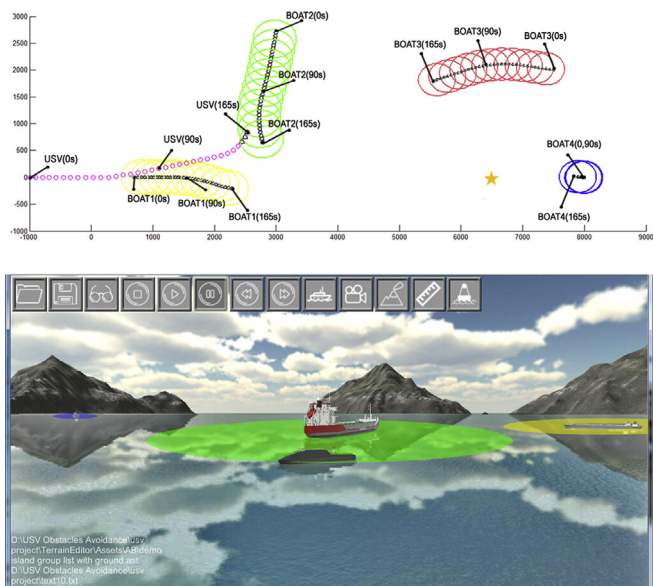 3000
2500
2000
1500
1000
500
0
-500
-1000
-1000 0 1000 2000 3000 4000 5000 6000 7000 8000 9000
BOAT2(0s)
BOAT2(90s)
USV(165s)
BOAT2(165s)
USV(90s)
USV(0s)
BOAT1(0s)
BOAT1(90s)
BOAT1(165s)
BOAT3(165s)
BOAT3(90s)
BOAT3(0s)
BOAT4(0,90s)
BOAT4(165s)
D:\USV Obstacles Avoidance\usv
project\TerrainEditor\Assets\AB\demo
island group list with ground.mst
D:\USV Obstacles Avoidance\usv
project\text10.txt